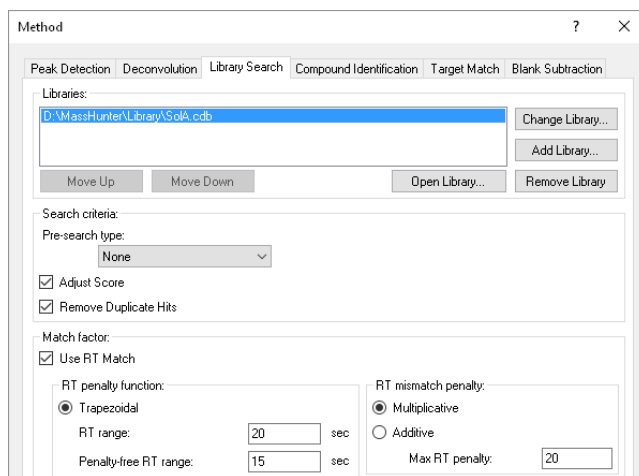 Method ? ×
Peak Detection Deconvolution Library Search Compound Identification Target Match Blank Subtraction
Libraries:
D:\MassHunter\Library\SolA.cdb
Change Library...
Add Library...
Move Up Move Down Open Library... Remove Library
Search criteria:
Pre-search type:
None
Adjust Score
Remove Duplicate Hits
Match factor:
Use RT Match
RT penalty function:
Trapezoidal
RT range: 20 sec
Penalty-free RT range: 15 sec
RT mismatch penalty:
Multiplicative
Additive
Max RT penalty: 20